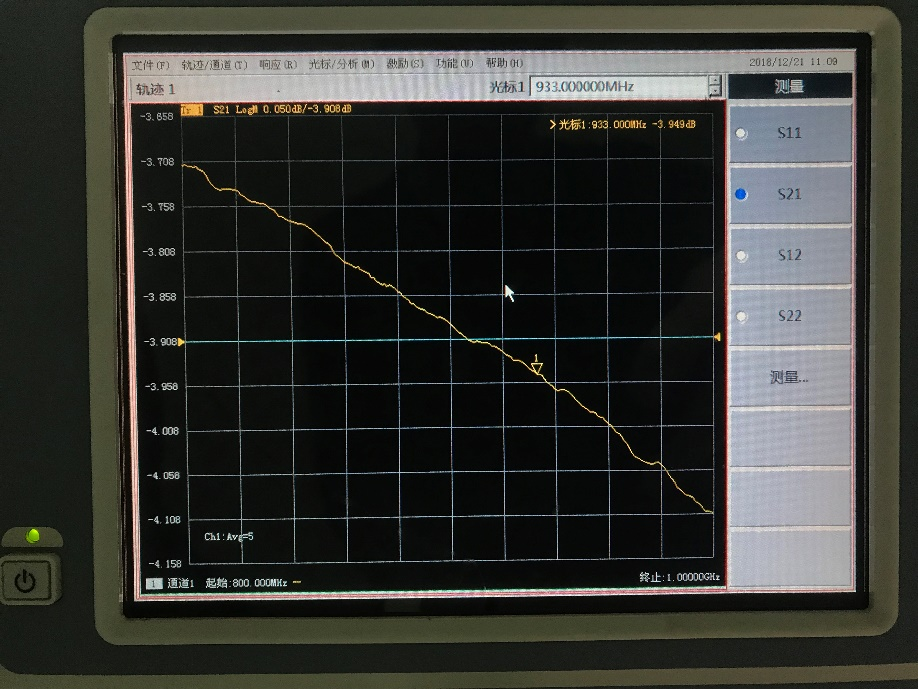 文件(F) 轨迹/通道(T) 响应(R) 光标/分析(M) 激励(S) 功能(U) 帮助(H) 2018/12/21 11:09
轨迹 1 光标1 933.000000MHz 测量
Tr 1 S21 LogM 0.050dB/-3.908dB
>光标1:933.000MHz -3.949dB
-3.658
-3.708
-3.758
-3.808
-3.858
-3.908
-3.958
-4.008
-4.058
-4.108
-4.158
1
Ch1:Avg=5
1 通道1 起始:800.000MHz 终止:1.00000GHz
S11
S21
S12
S22
测量...